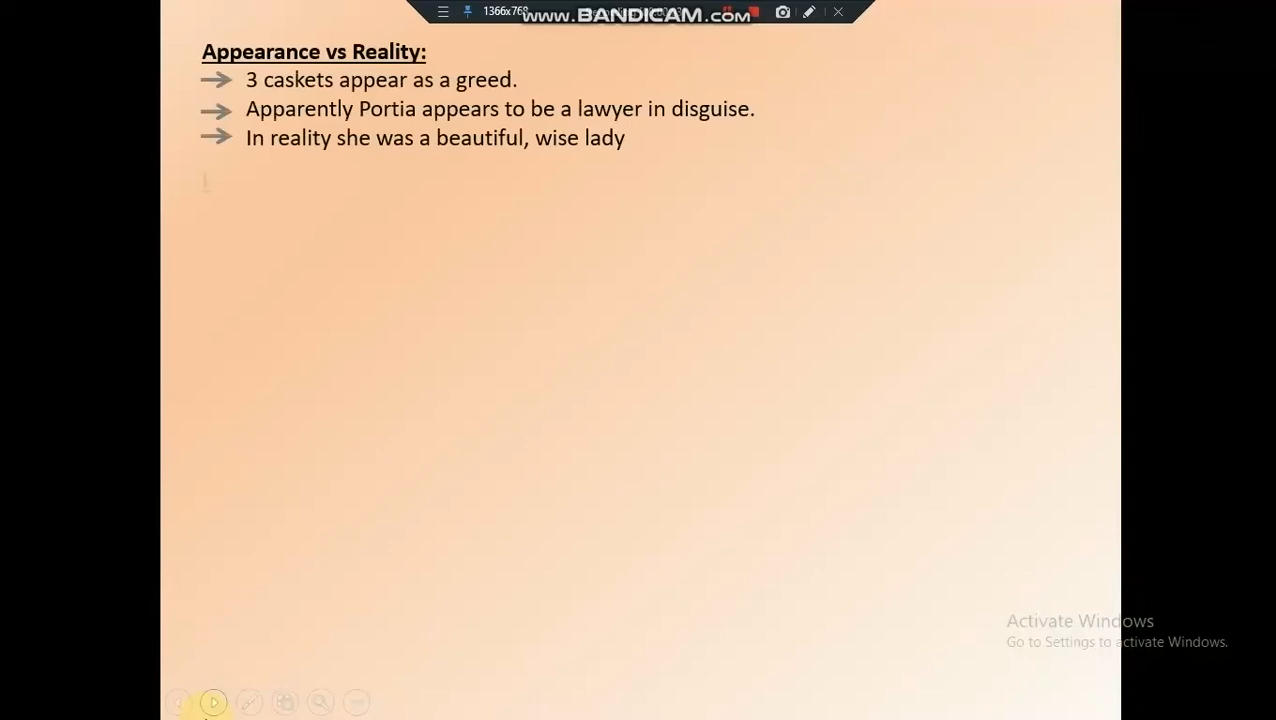 1366x768
www.BANDICAM.com
Appearance vs Reality:
3 caskets appear as a greed.
Apparently Portia appears to be a lawyer in disguise.
In reality she was a beautiful, wise lady
Activate Windows
Go to Settings to activate Windows.